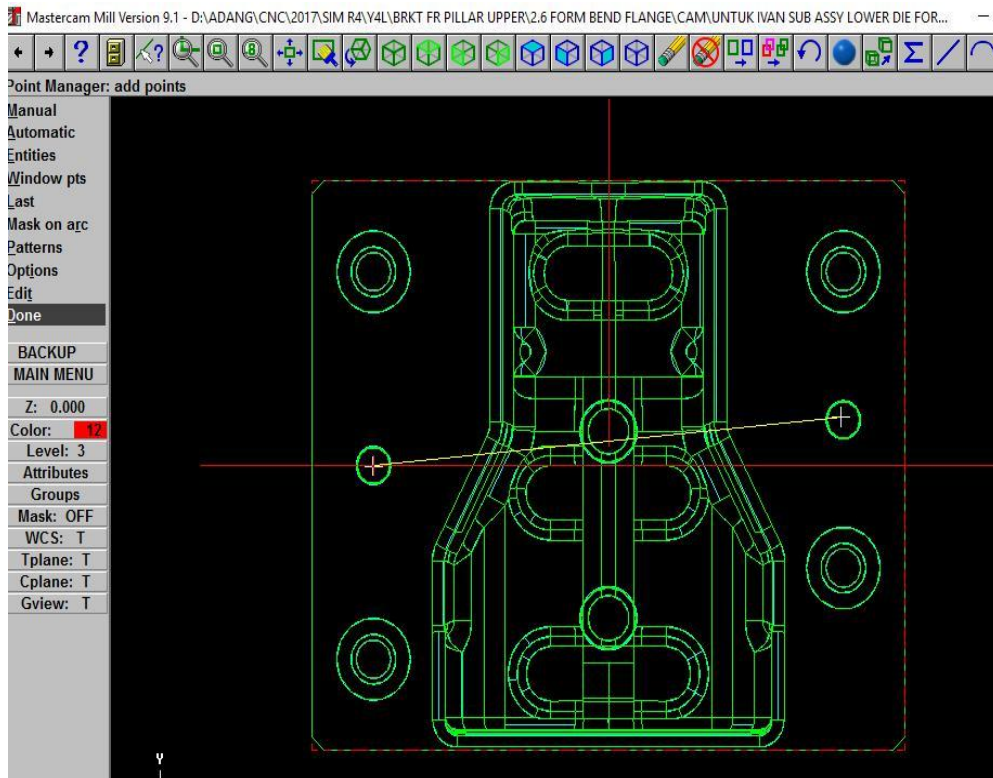 Mastercam Mill Version 9.1 - D:\ADANG\CNC\2017\SIM R4\Y4L\BRKT FR PILLAR UPPER\2.6 FORM BEND FLANGE\CAM\UNTUK IVAN SUB ASSY LOWER DIE FOR...
Point Manager: add points
Manual
Automatic
Entities
Window pts
Last
Mask on arc
Patterns
Options
Edit
Done
BACKUP
MAIN MENU
Z: 0.000
Color: 12
Level: 3
Attributes
Groups
Mask: OFF
WCS: T
Tplane: T
Cplane: T
Gview: T
Y